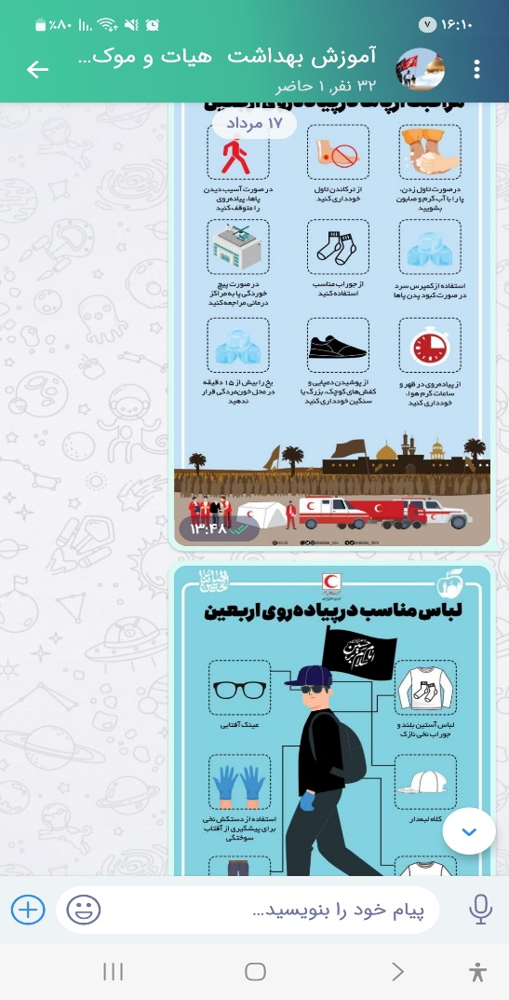 ۱۶:۱۰
٪۸۰
آموزش بهداشت هیات و موک...
۳۲ نفر, ۱ حاضر
۱۷ مرداد
در صورت تاول زدن،
پا را با آب گرم و صابون
بشویید
از ترکاندن تاول
خودداری کنید
در صورت آسیب دیدن
پاها، پیاده‌روی
را متوقف کنید
استفاده از کمپرس سرد
در صورت کبود یدن پاها
از جوراب مناسب
استفاده کنید
در صورت پیچ
خوردگی پا به مراکز
درمانی مراجعه کنید
از پیاده‌روی در ظهر و
ساعات گرم هوا،
خودداری کنید
از پوشیدن دمپایی و
کفش‌های کوچک، بزرگ یا
سنگین خودداری کنید
یخ را بیش از ۱۵ دقیقه
در محل خون‌مردگی قرار
ندهید
۱۳:۴۸
لباس مناسب در پیاده‌روی اربعین
لباس آستین بلند و
جوراب نخی نازک
عینک آفتابی
کلاه لبه‌دار
استفاده از دستکش نخی
برای پیشگیری از آفتاب
سوختگی
پیام خود را بنویسید...